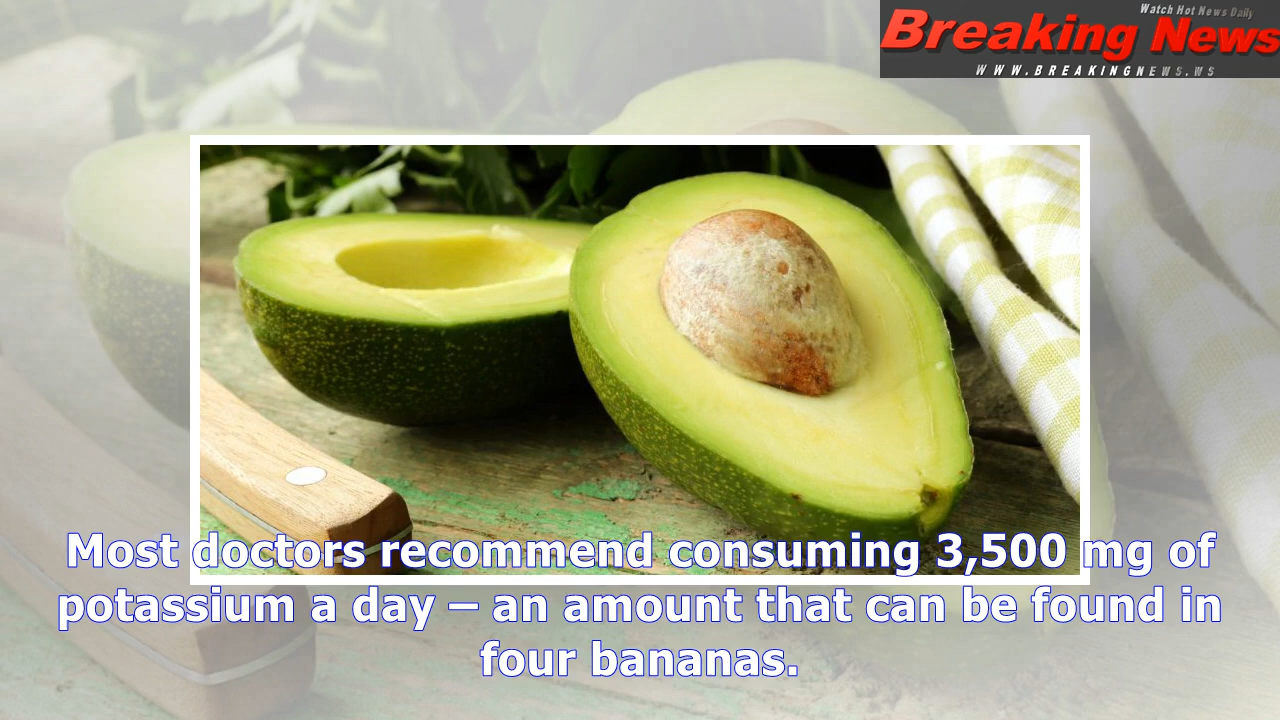 Watch Hot News Daily
Breaking News
WWW.BREAKINGNEWS.WS
Most doctors recommend consuming 3,500 mg of
potassium a day – an amount that can be found in
four bananas.